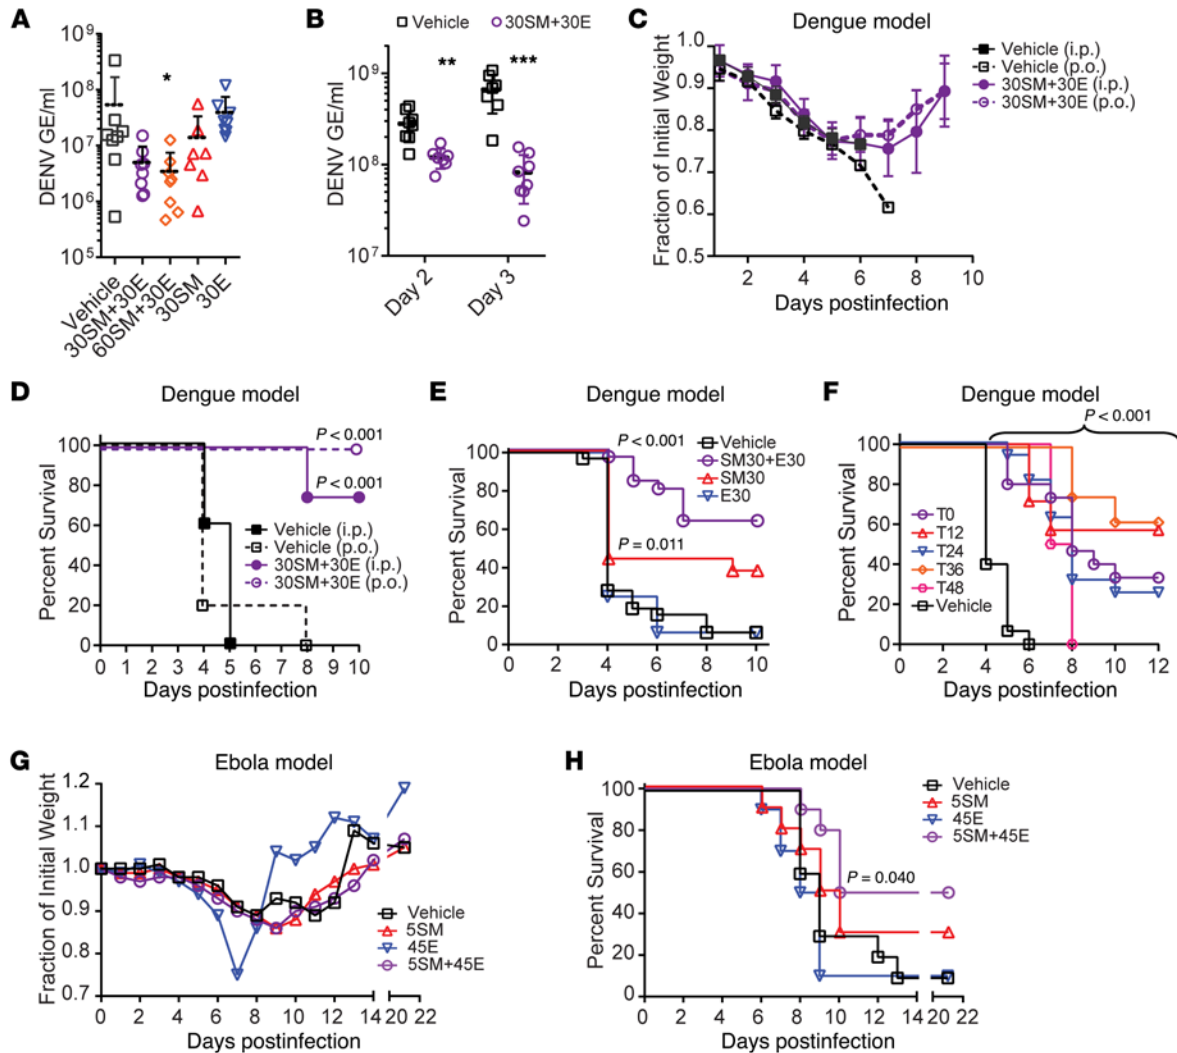 A
DENV GE/ml
10⁹
10⁸
10⁷
10⁶
10⁵
*
Vehicle
30SM+30E
60SM+30E
30SM
30E
B
Vehicle
30SM+30E
DENV GE/ml
10⁹
10⁸
10⁷
**
***
Day 2
Day 3
C
Dengue model
Fraction of Initial Weight
1.0
0.9
0.8
0.7
0.6
0.5
2 4 6 8 10
Days postinfection
Vehicle (i.p.)
Vehicle (p.o.)
30SM+30E (i.p.)
30SM+30E (p.o.)
D
Dengue model
Percent Survival
100
80
60
40
20
0
0 1 2 3 4 5 6 7 8 9 10
Days postinfection
P < 0.001
P < 0.001
Vehicle (i.p.)
Vehicle (p.o.)
30SM+30E (i.p.)
30SM+30E (p.o.)
E
Dengue model
Percent Survival
100
80
60
40
20
0
0 2 4 6 8 10
Days postinfection
P < 0.001
P = 0.011
Vehicle
SM30+E30
SM30
E30
F
Dengue model
P < 0.001
Percent Survival
100
80
60
40
20
0
0 2 4 6 8 10 12
Days postinfection
T0
T12
T24
T36
T48
Vehicle
G
Ebola model
Fraction of Initial Weight
1.2
1.1
1.0
0.9
0.8
0.7
0 2 4 6 8 10 12 14 20 22
Days postinfection
Vehicle
5SM
45E
5SM+45E
H
Ebola model
Percent Survival
100
80
60
40
20
0
0 2 4 6 8 10 12 14 20 22
Days postinfection
P = 0.040
Vehicle
5SM
45E
5SM+45E